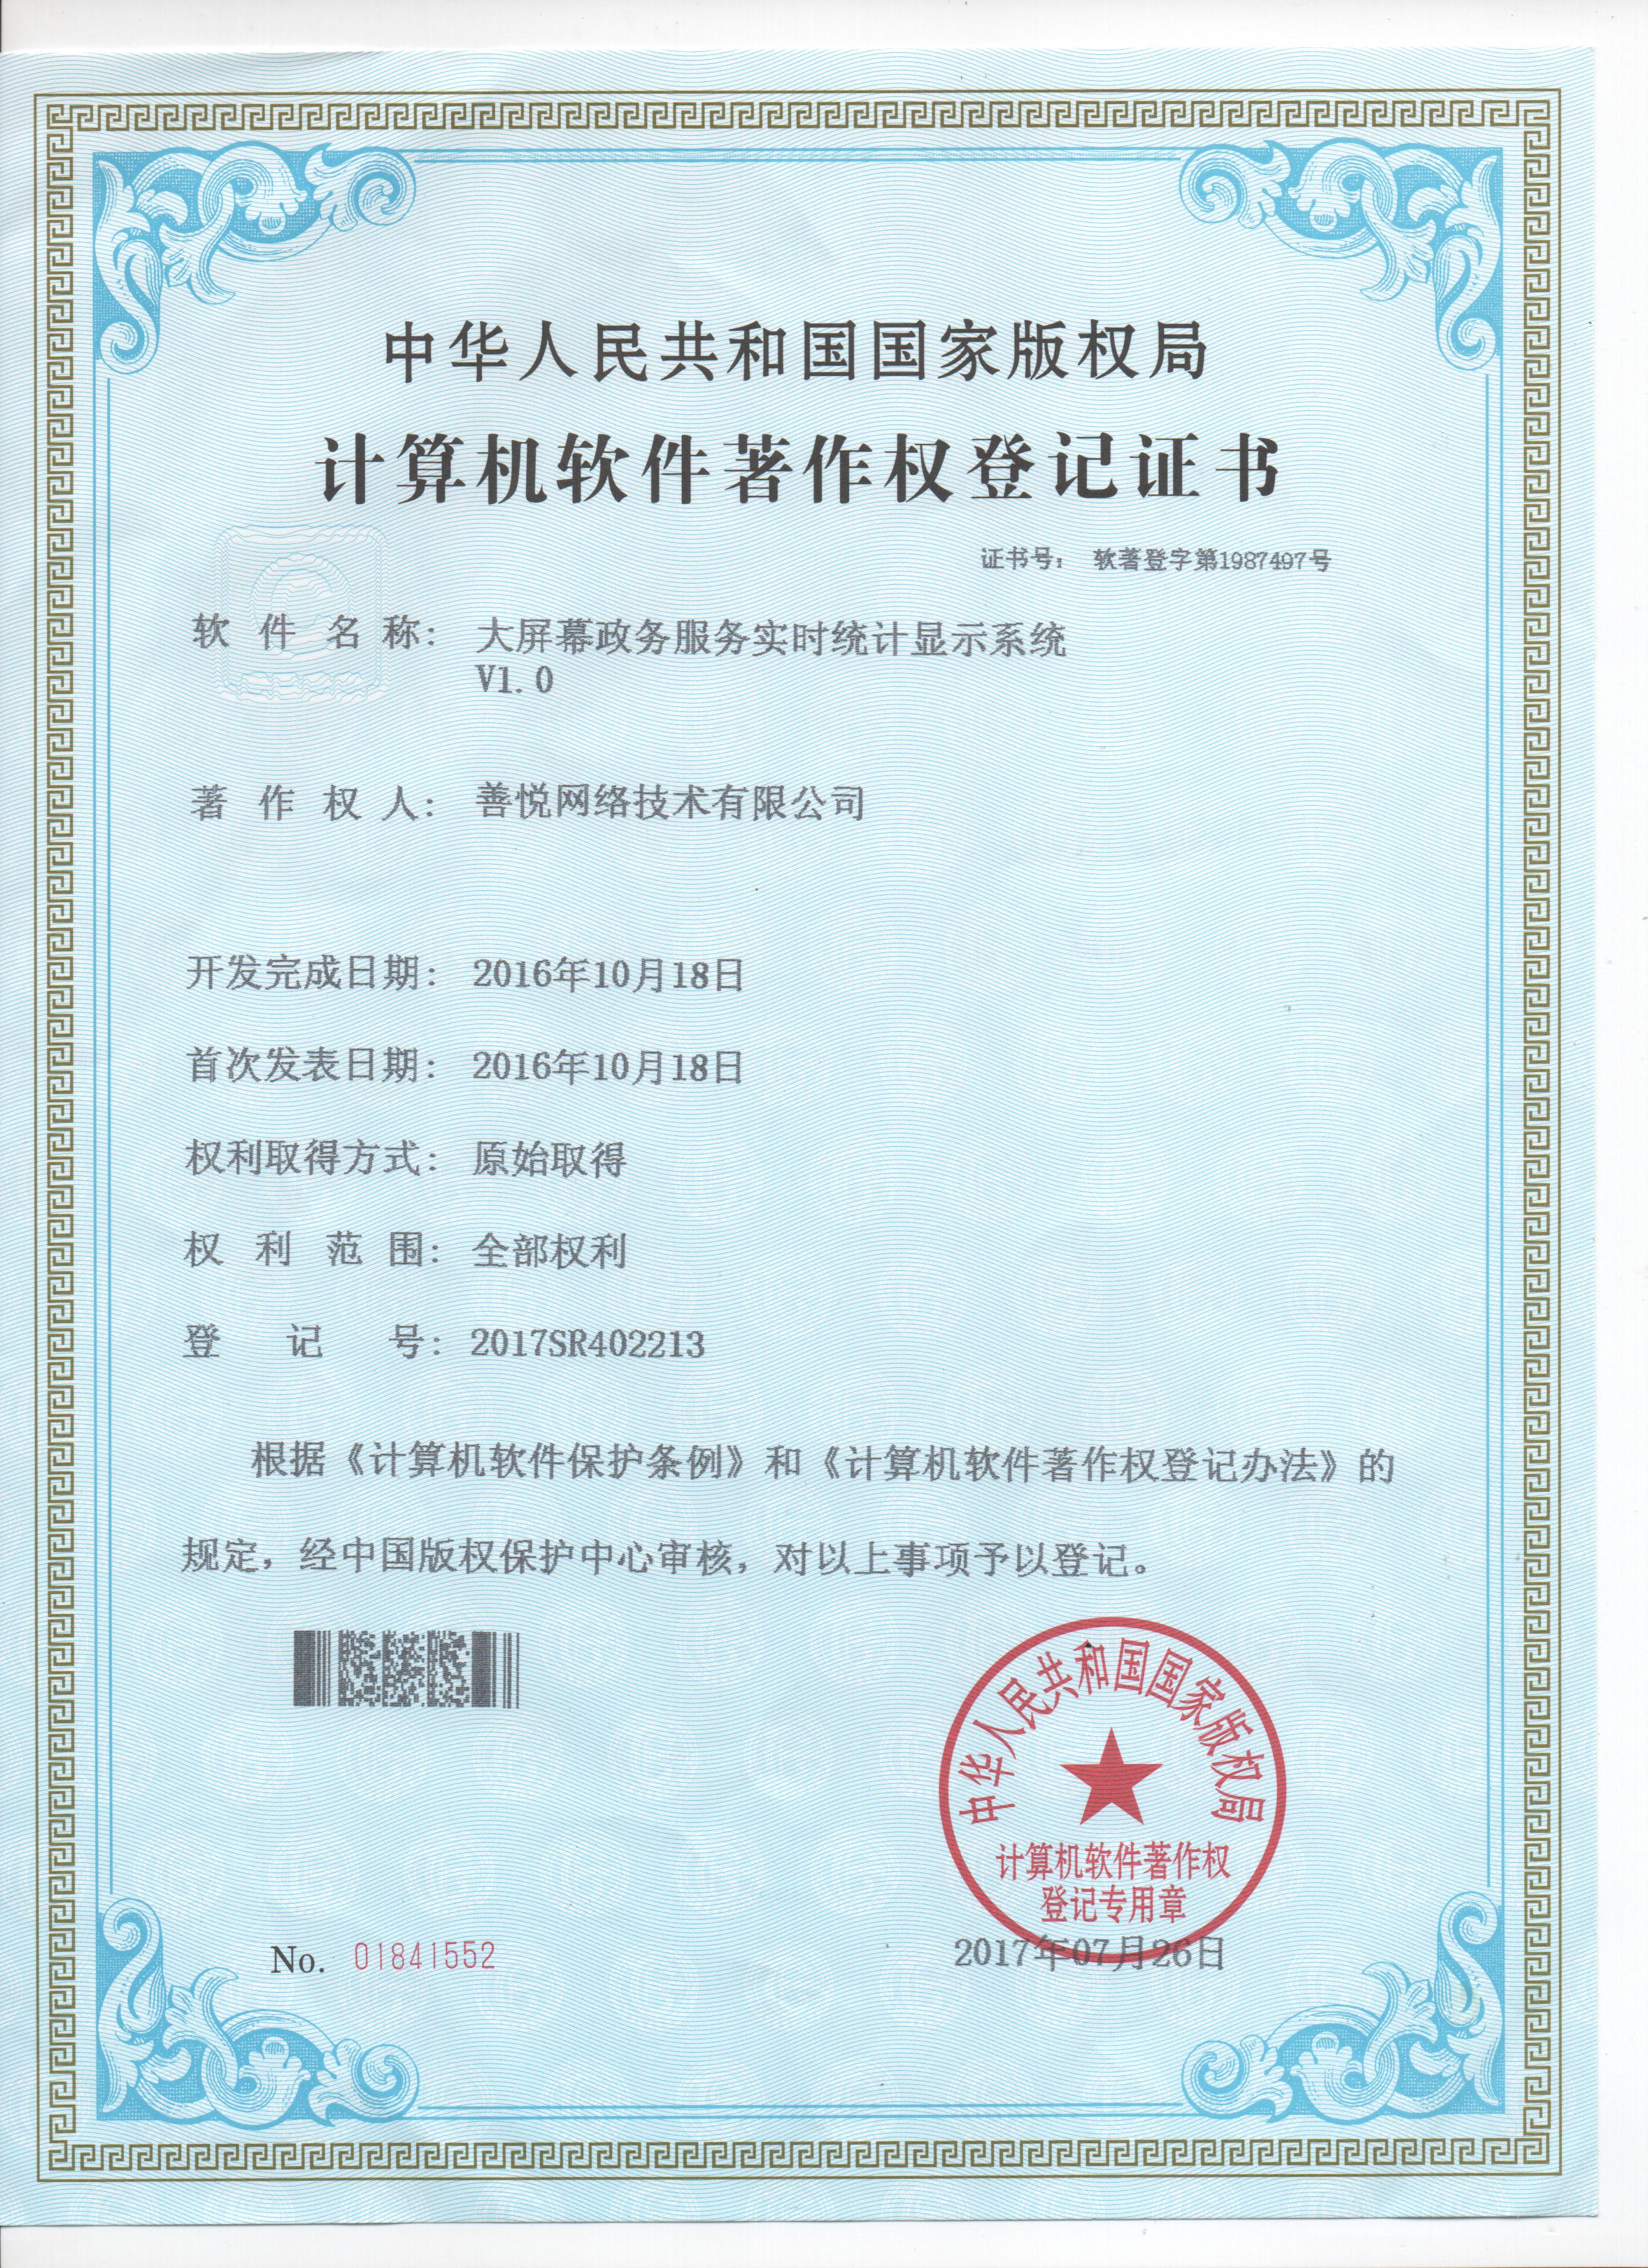 中华人民共和国国家版权局
计算机软件著作权登记证书
证书号： 软著登字第1987497号
软件名称： 大屏幕政务服务实时统计显示系统
V1.0
著作权人： 善悦网络技术有限公司
开发完成日期： 2016年10月18日
首次发表日期： 2016年10月18日
权利取得方式： 原始取得
权利范围： 全部权利
登记号： 2017SR402213
根据《计算机软件保护条例》和《计算机软件著作权登记办法》的
规定，经中国版权保护中心审核，对以上事项予以登记。
中华人民共和国国家版权局
计算机软件著作权
登记专用章
No. 01841552
2017年07月26日